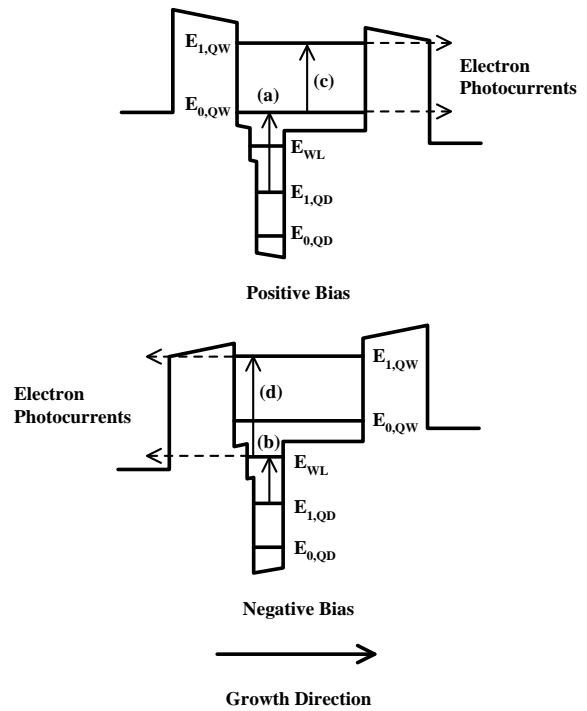 E1,QW
(c)
Electron
Photocurrents
(a)
E0,QW
EWL
E1,QD
E0,QD
Positive Bias
E1,QW
Electron
Photocurrents
(d)
E0,QW
(b)
EWL
E1,QD
E0,QD
Negative Bias
Growth Direction